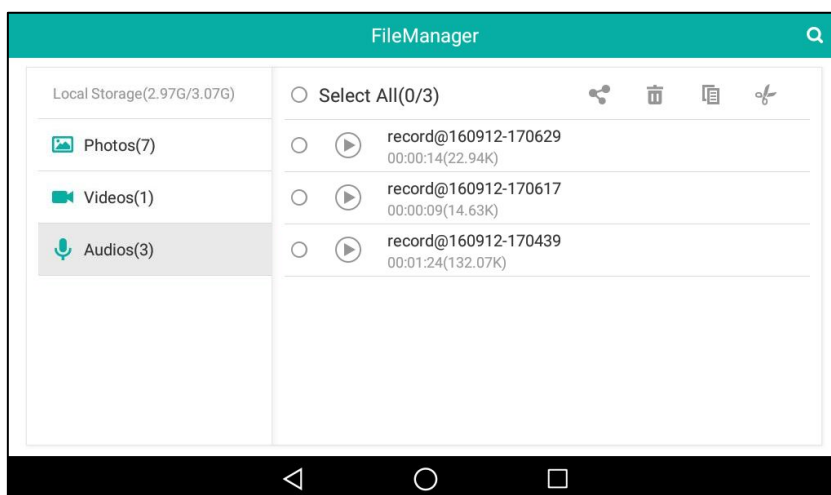 FileManager
Local Storage(2.97G/3.07G)
Select All(0/3)
Photos(7)
Videos(1)
Audios(3)
record@160912-170629
00:00:14(22.94K)
record@160912-170617
00:00:09(14.63K)
record@160912-170439
00:01:24(132.07K)